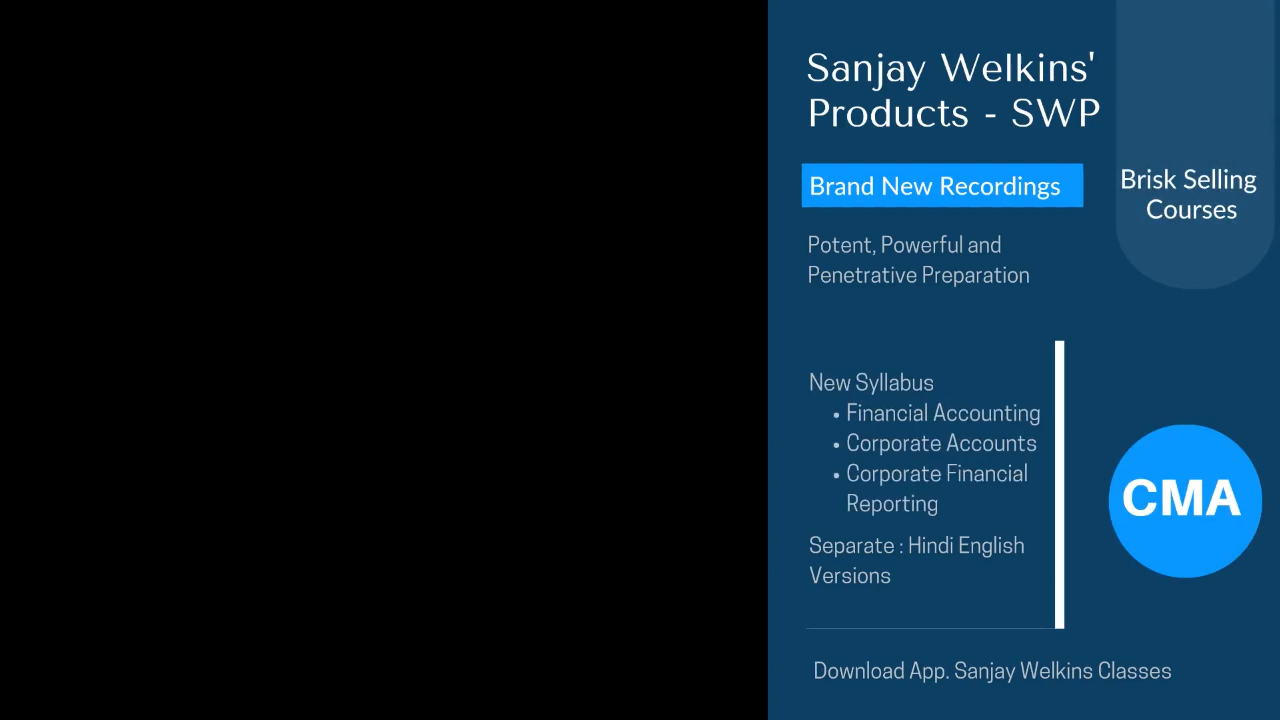 Sanjay Welkins'
Products - SWP
Brand New Recordings
Brisk Selling
Courses
Potent, Powerful and
Penetrative Preparation
New Syllabus
• Financial Accounting
• Corporate Accounts
• Corporate Financial
Reporting
Separate : Hindi English
Versions
CMA
Download App. Sanjay Welkins Classes